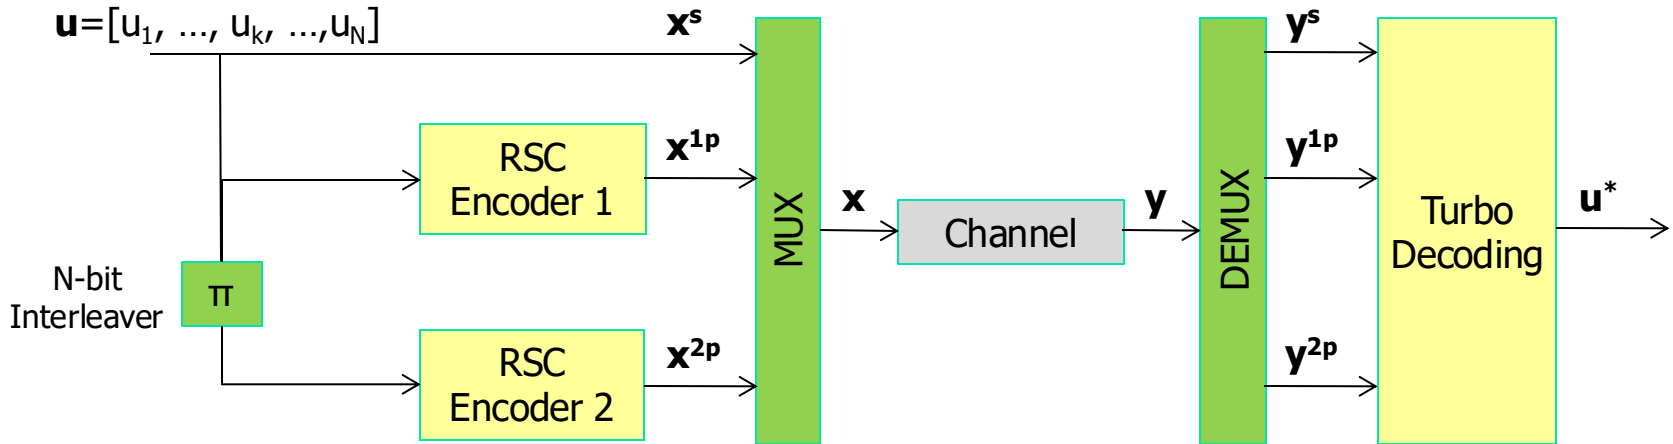 u=[u₁, ..., uₖ, ...,u_N]
xˢ
yˢ
RSC
Encoder 1
x¹ᵖ
y¹ᵖ
MUX
x
Channel
y
DEMUX
Turbo
Decoding
u*
N-bit
Interleaver
π
RSC
Encoder 2
x²ᵖ
y²ᵖ